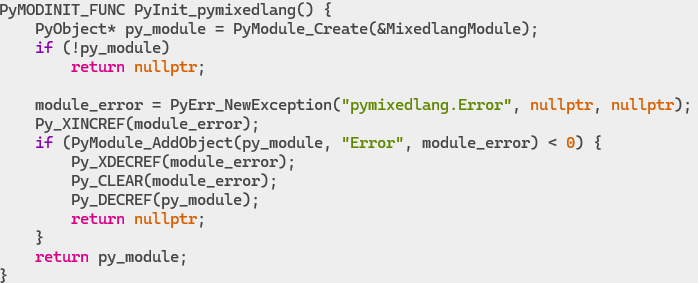 PyMODINIT_FUNC PyInit_pymixedlang() {
    PyObject* py_module = PyModule_Create(&MixedlangModule);
    if (!py_module)
        return nullptr;

    module_error = PyErr_NewException("pymixedlang.Error", nullptr, nullptr);
    Py_XINCREF(module_error);
    if (PyModule_AddObject(py_module, "Error", module_error) < 0) {
        Py_XDECREF(module_error);
        Py_CLEAR(module_error);
        Py_DECREF(py_module);
        return nullptr;
    }
    return py_module;
}